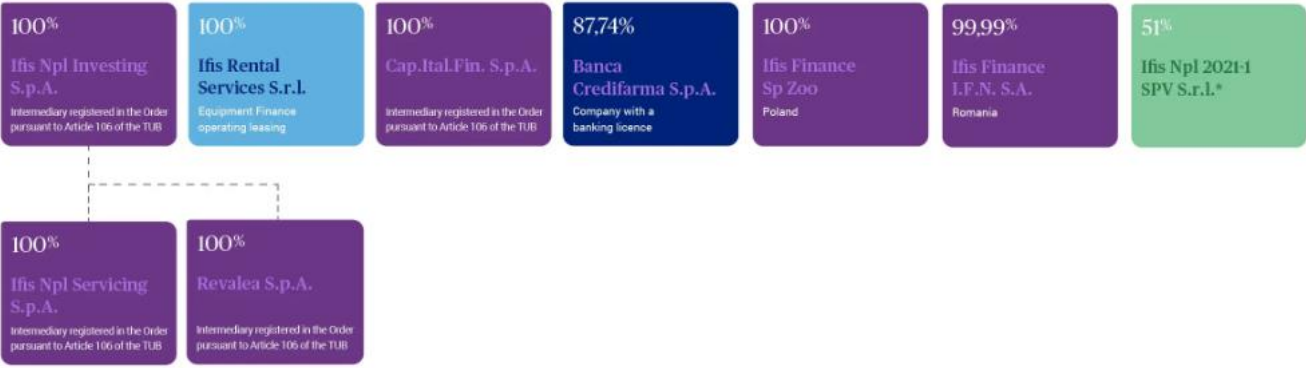 100%
Ifis Npl Investing
S.p.A.
Intermediary registered in the Order
pursuant to Article 106 of the TUB
100%
Ifis Rental
Services S.r.l.
Equipment Finance
operating leasing
100%
Cap.Ital.Fin. S.p.A.
Intermediary registered in the Order
pursuant to Article 106 of the TUB
87,74%
Banca
Credifarma S.p.A.
Company with a
banking licence
100%
Ifis Finance
Sp Zoo
Poland
99,99%
Ifis Finance
I.F.N. S.A.
Romania
51%
Ifis Npl 2021-1
SPV S.r.l.*
100%
Ifis Npl Servicing
S.p.A.
Intermediary registered in the Order
pursuant to Article 106 of the TUB
100%
Revalea S.p.A.
Intermediary registered in the Order
pursuant to Article 106 of the TUB